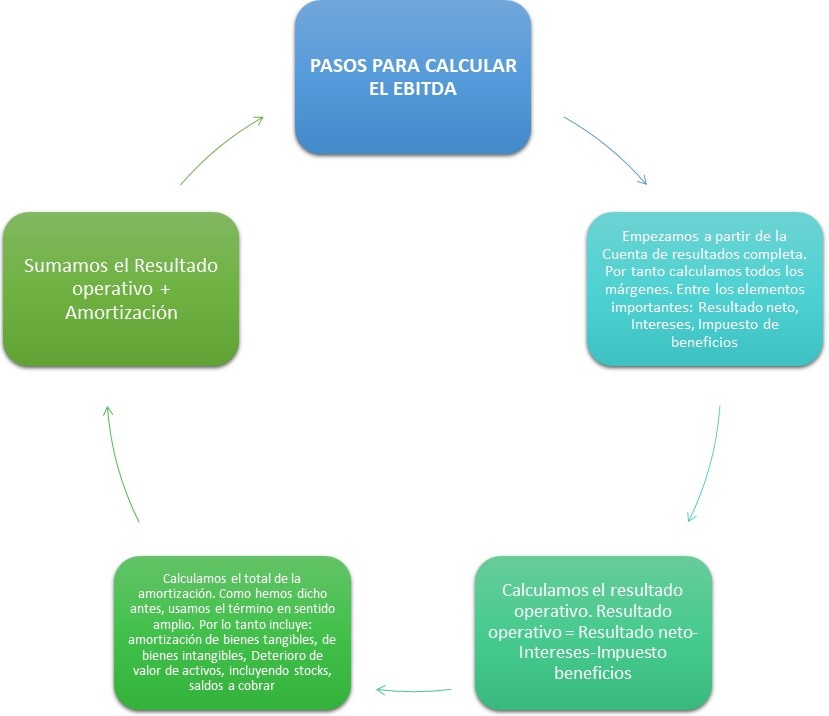 PASOS PARA CALCULAR
EL EBITDA
Empezamos a partir de la
Cuenta de resultados completa.
Por tanto calculamos todos los
márgenes. Entre los elementos
importantes: Resultado neto,
Intereses, Impuesto de
beneficios
Calculamos el resultado
operativo. Resultado
operativo = Resultado neto-
Intereses-Impuesto
beneficios
Calculamos el total de la
amortización. Como hemos dicho
antes, usamos el término en sentido
amplio. Por lo tanto incluye:
amortización de bienes tangibles, de
bienes intangibles, Deterioro de
valor de activos, incluyendo stocks,
saldos a cobrar
Sumamos el Resultado
operativo +
Amortización